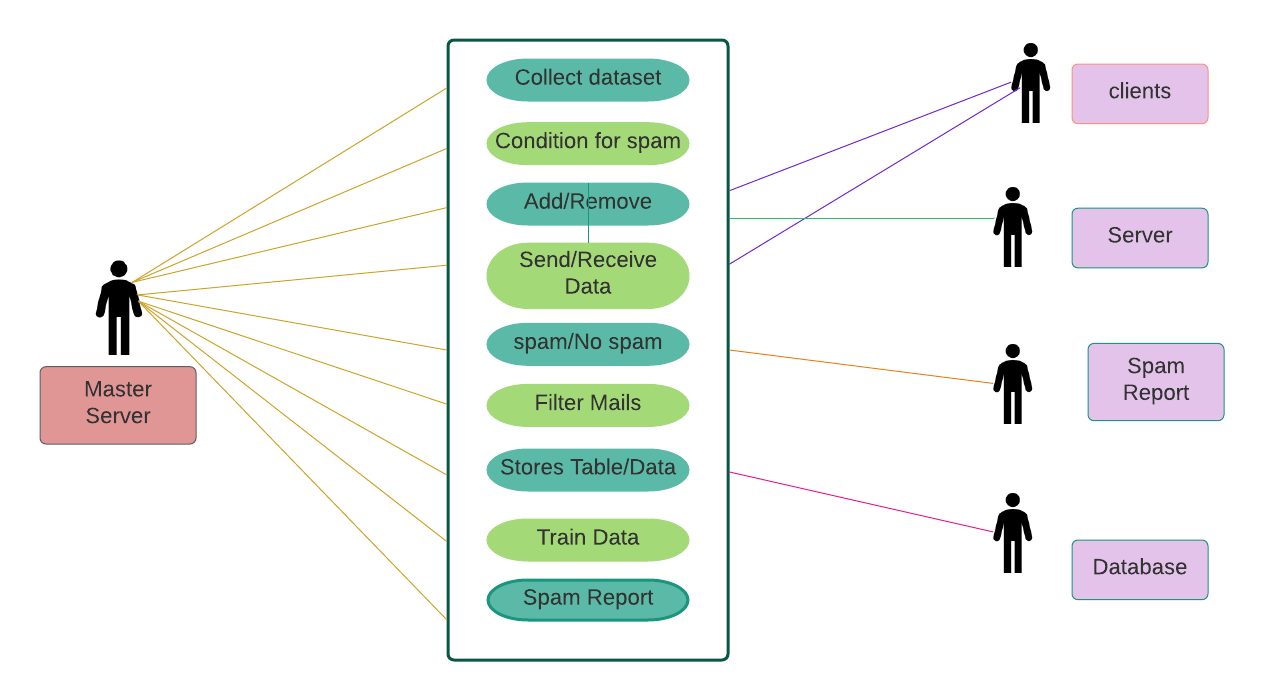 Collect dataset
Condition for spam
Add/Remove
Send/Receive
Data
spam/No spam
Filter Mails
Stores Table/Data
Train Data
Spam Report
Master
Server
clients
Server
Spam
Report
Database